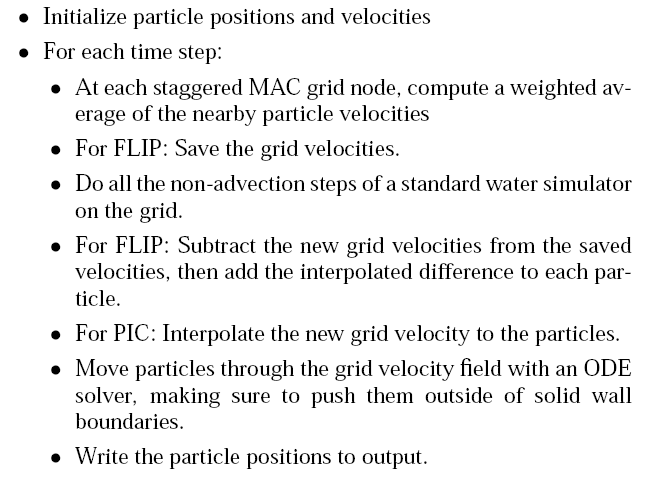 • Initialize particle positions and velocities
• For each time step:
• At each staggered MAC grid node, compute a weighted av-
erage of the nearby particle velocities
• For FLIP: Save the grid velocities.
• Do all the non-advection steps of a standard water simulator
on the grid.
• For FLIP: Subtract the new grid velocities from the saved
velocities, then add the interpolated difference to each par-
ticle.
• For PIC: Interpolate the new grid velocity to the particles.
• Move particles through the grid velocity field with an ODE
solver, making sure to push them outside of solid wall
boundaries.
• Write the particle positions to output.